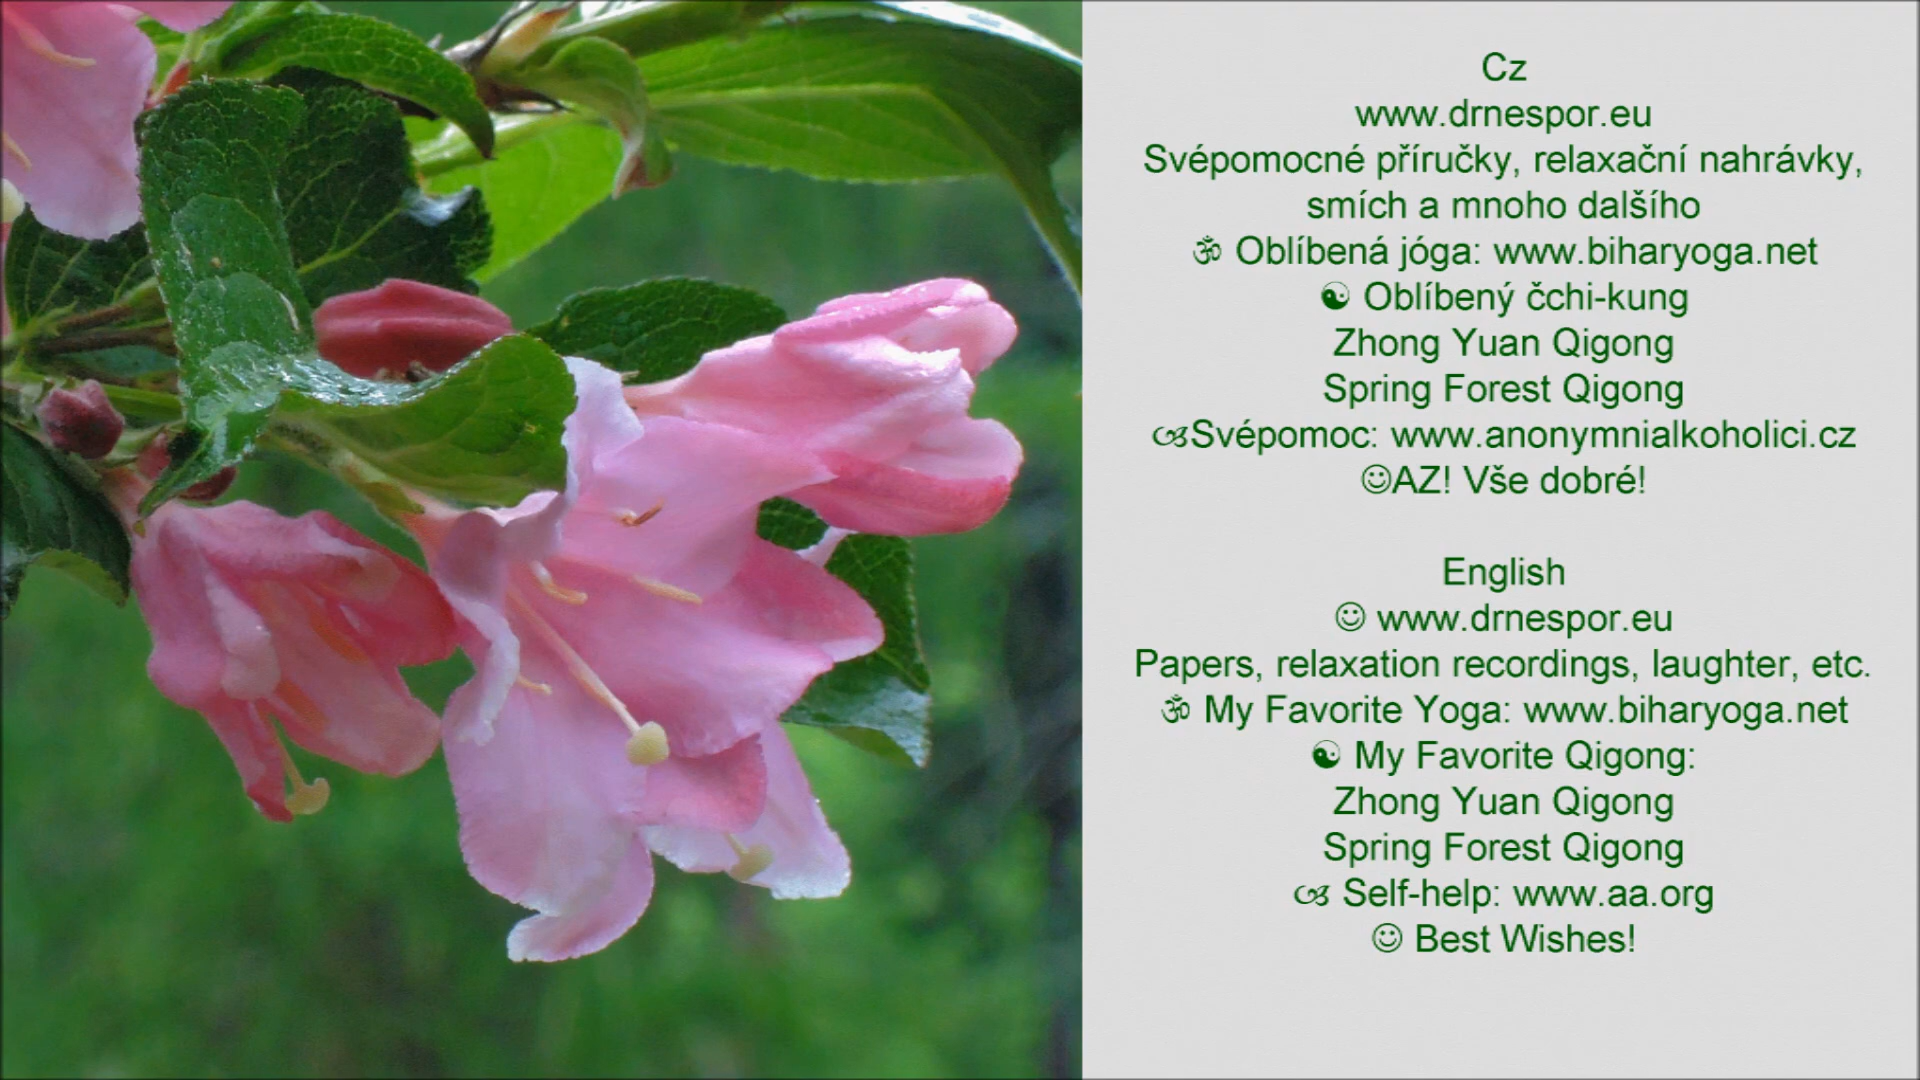 Cz
www.drnespor.eu
Svépomocné příručky, relaxační nahrávky,
smích a mnoho dalšího
ॐ Oblíbená jóga: www.biharyoga.net
☯ Oblíbený čchi-kung
Zhong Yuan Qigong
Spring Forest Qigong
🙢Svépomoc: www.anonymnialkoholici.cz
☺AZ! Vše dobré!
English
☺ www.drnespor.eu
Papers, relaxation recordings, laughter, etc.
ॐ My Favorite Yoga: www.biharyoga.net
☯ My Favorite Qigong:
Zhong Yuan Qigong
Spring Forest Qigong
🙢 Self-help: www.aa.org
☺ Best Wishes!